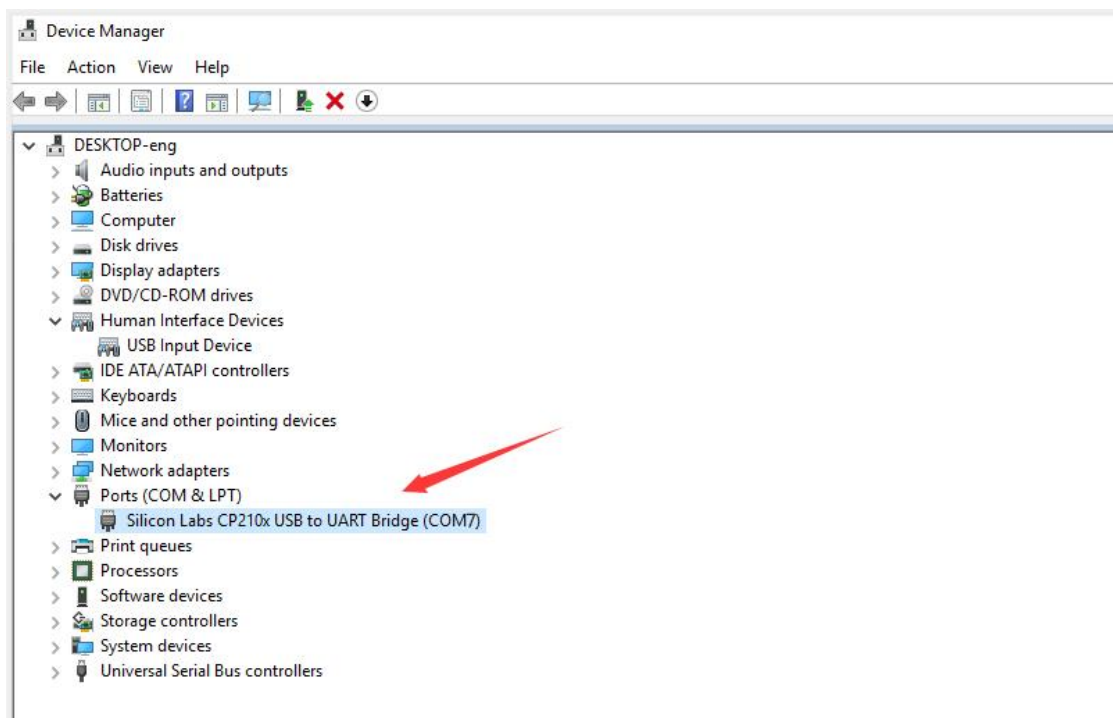 Device Manager
File Action View Help
DESKTOP-eng
Audio inputs and outputs
Batteries
Computer
Disk drives
Display adapters
DVD/CD-ROM drives
Human Interface Devices
USB Input Device
IDE ATA/ATAPI controllers
Keyboards
Mice and other pointing devices
Monitors
Network adapters
Ports (COM & LPT)
Silicon Labs CP210x USB to UART Bridge (COM7)
Print queues
Processors
Software devices
Storage controllers
System devices
Universal Serial Bus controllers